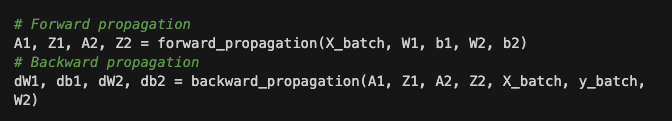 # Forward propagation
A1, Z1, A2, Z2 = forward_propagation(X_batch, W1, b1, W2, b2)
# Backward propagation
dW1, db1, dW2, db2 = backward_propagation(A1, Z1, A2, Z2, X_batch, y_batch,
W2)